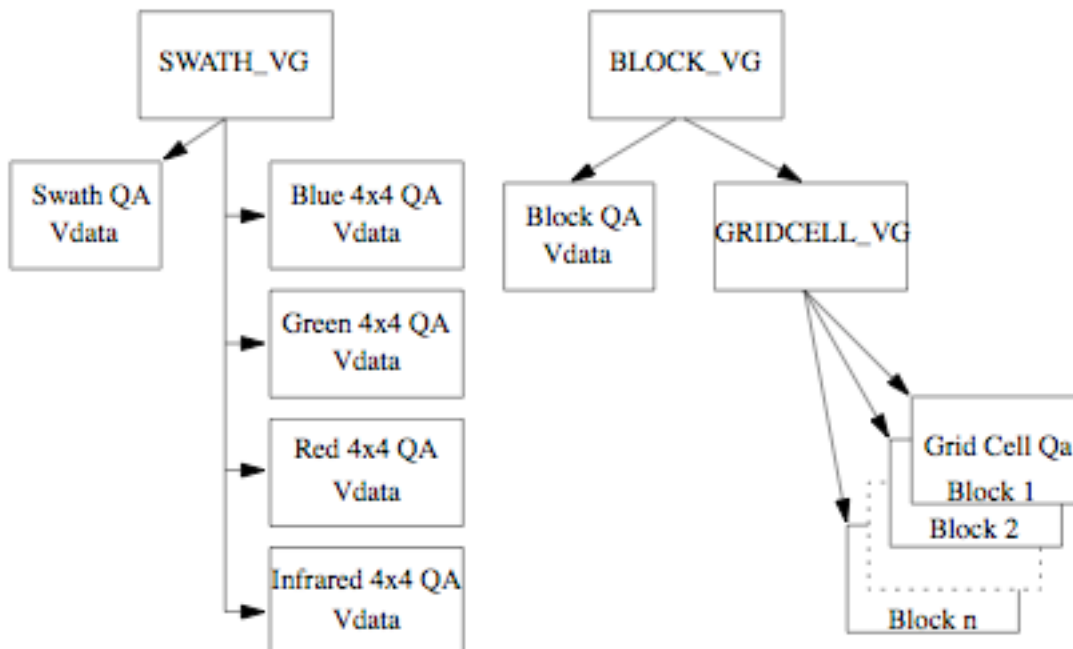 SWATH_VG
Swath QA
Vdata
Blue 4x4 QA
Vdata
Green 4x4 QA
Vdata
Red 4x4 QA
Vdata
Infrared 4x4 QA
Vdata
BLOCK_VG
Block QA
Vdata
GRIDCELL_VG
Grid Cell Qa
Block 1
Block 2
Block n